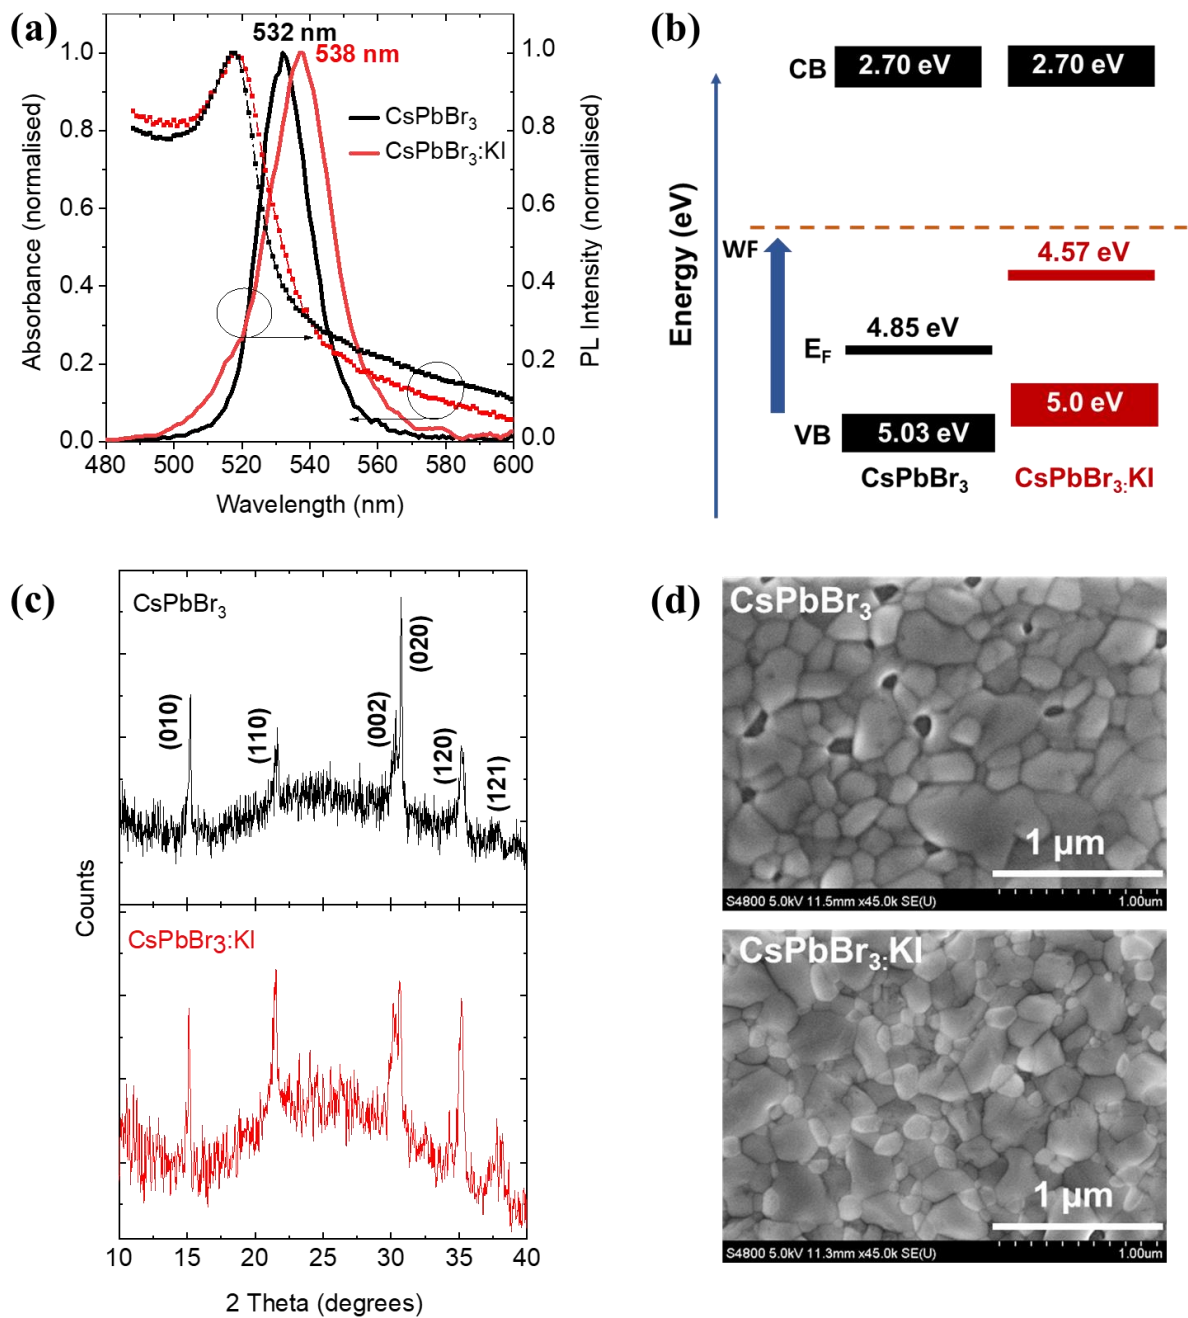 (a)
532 nm
538 nm
1.0
0.8
0.6
0.4
0.2
0.0
Absorbance (normalised)
1.0
0.8
0.6
0.4
0.2
0.0
PL Intensity (normalised)
CsPbBr₃
CsPbBr₃:KI
480 500 520 540 560 580 600
Wavelength (nm)
(b)
Energy (eV)
CB
2.70 eV
2.70 eV
WF
4.57 eV
4.85 eV
E_F
5.0 eV
VB
5.03 eV
CsPbBr₃
CsPbBr₃:KI
(c)
CsPbBr₃
(010)
(110)
(002)
(020)
(120)
(121)
Counts
CsPbBr3:KI
10 15 20 25 30 35 40
2 Theta (degrees)
(d)
CsPbBr₃
1 µm
S4800 5.0kV 11.5mm x45.0k SE(U)
1.00um
CsPbBr₃:KI
1 µm
S4800 5.0kV 11.3mm x45.0k SE(U)
1.00um